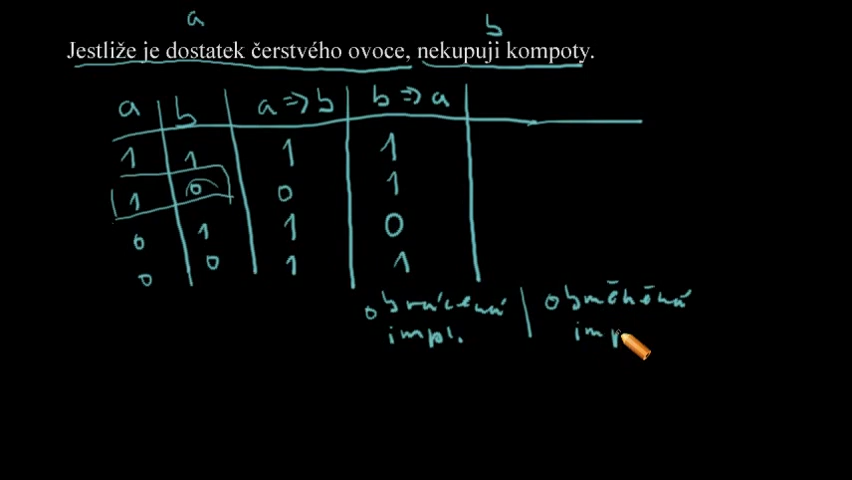 a b
Jestliže je dostatek čerstvého ovoce, nekupuji kompoty.
a b a => b b => a
1 1 1 1
1 0 0 1
0 1 1 0
0 0 1 1
obrácená obměněná
impl. imp